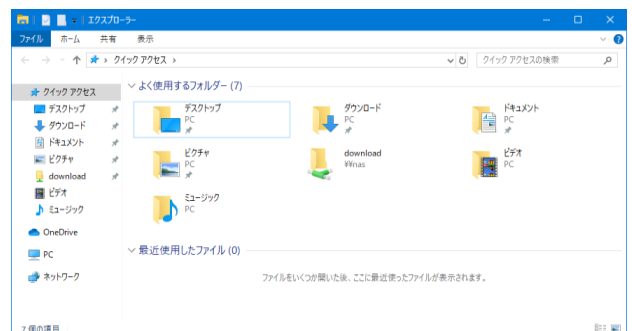 エクスプローラー
ファイル ホーム 共有 表示
クイック アクセス
クイック アクセスの検索
クイック アクセス
デスクトップ
ダウンロード
ドキュメント
ピクチャ
download
ビデオ
ミュージック
OneDrive
PC
ネットワーク
よく使用するフォルダー (7)
デスクトップ
PC
ダウンロード
PC
ドキュメント
PC
ピクチャ
PC
download
¥¥nas
ビデオ
PC
ミュージック
PC
最近使用したファイル (0)
ファイルをいくつか開いた後、ここに最近使ったファイルが表示されます。
7 個の項目